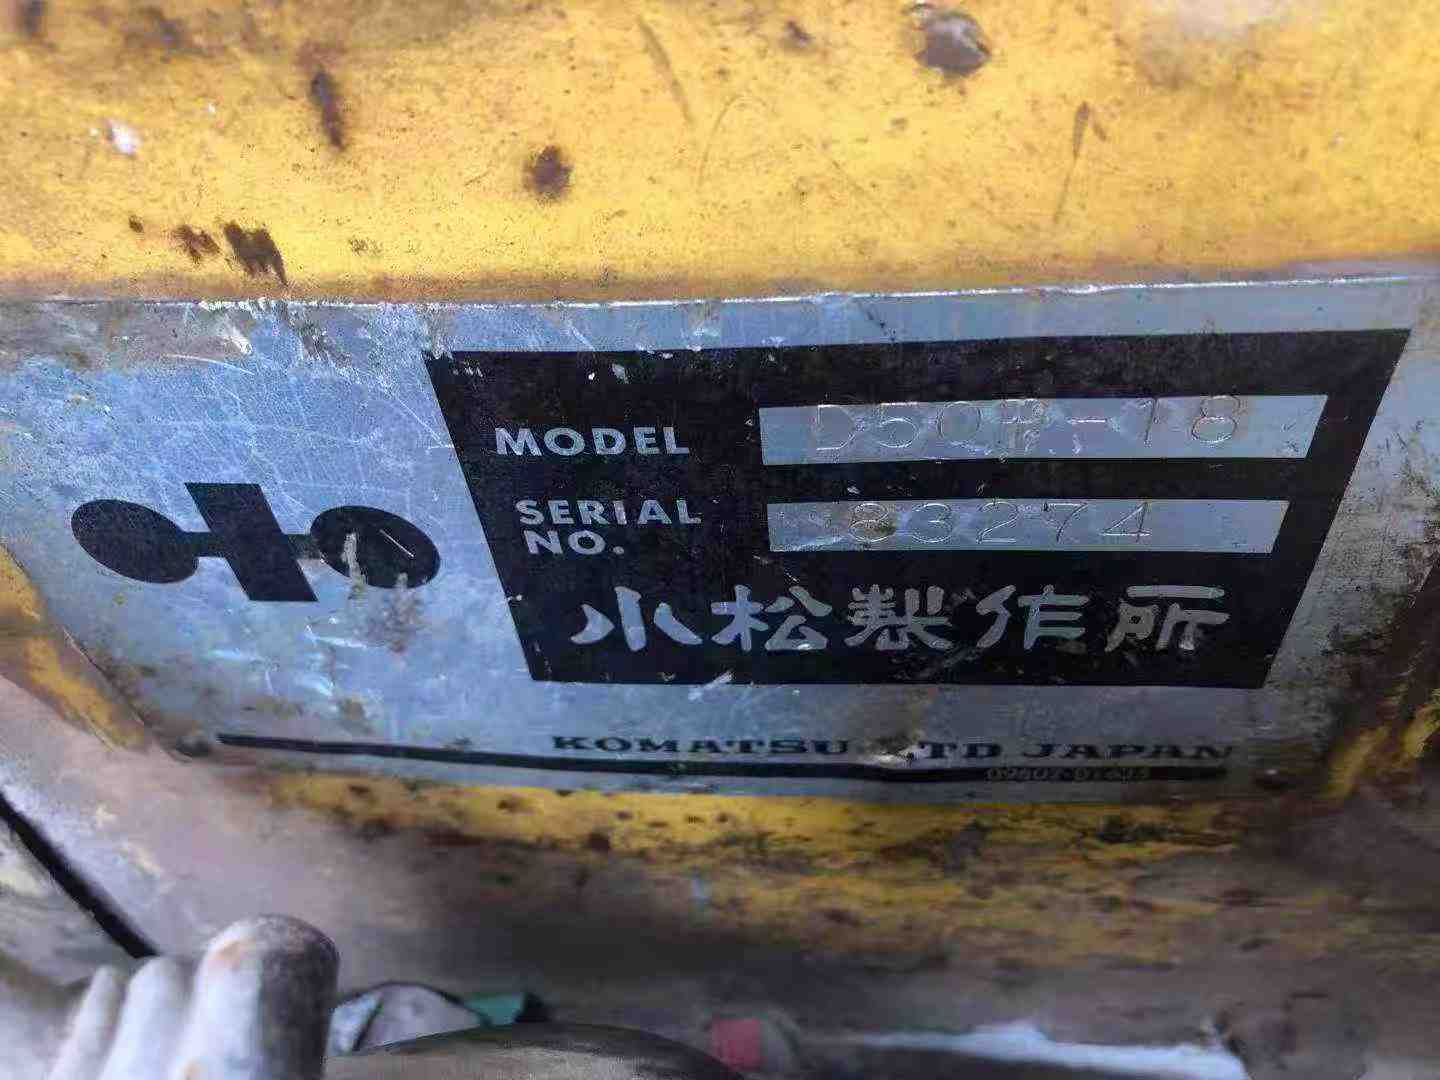 MODEL D50P-18
SERIAL NO. 83274
小松製作所
KOMATSU LTD JAPAN